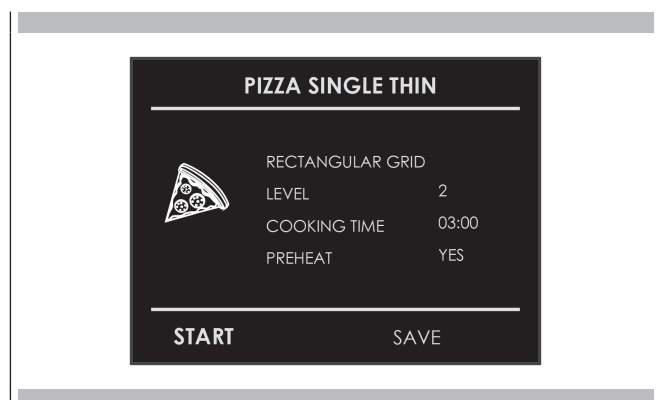 PIZZA SINGLE THIN
RECTANGULAR GRID
LEVEL 2
COOKING TIME 03:00
PREHEAT YES
START SAVE